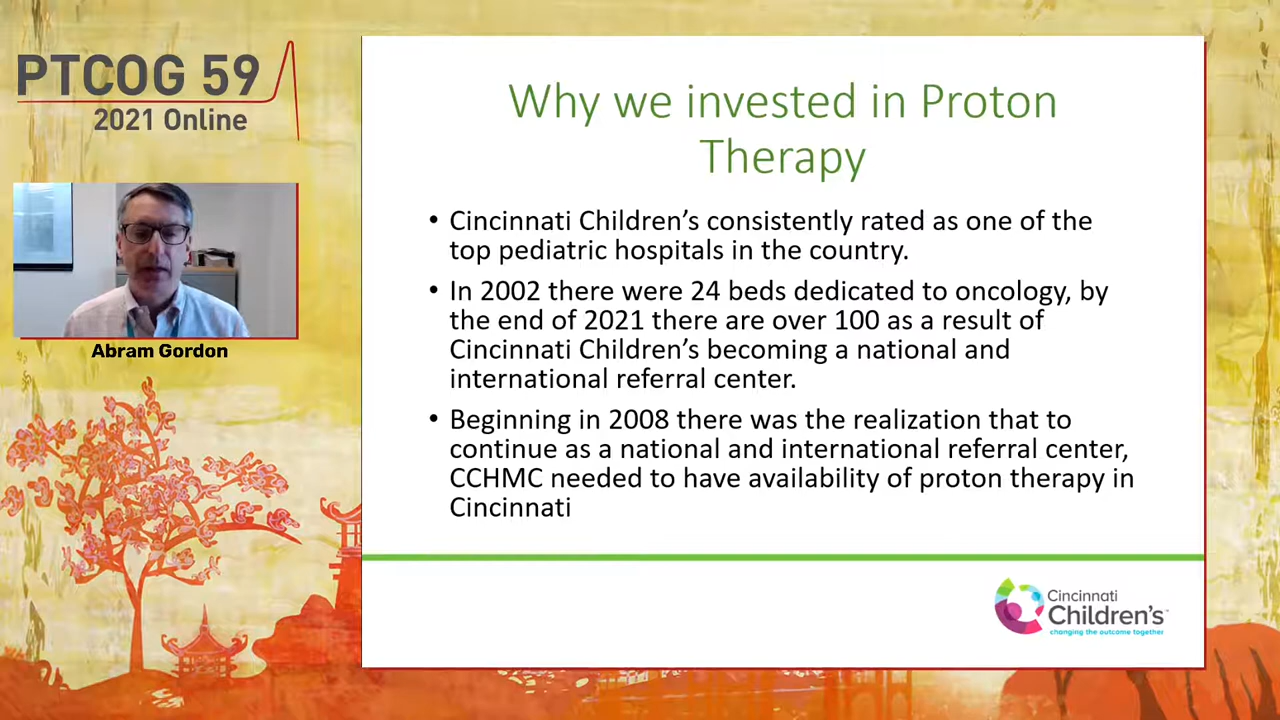 PTCOG 59
2021 Online
Abram Gordon
Why we invested in Proton
Therapy
• Cincinnati Children’s consistently rated as one of the
top pediatric hospitals in the country.
• In 2002 there were 24 beds dedicated to oncology, by
the end of 2021 there are over 100 as a result of
Cincinnati Children’s becoming a national and
international referral center.
• Beginning in 2008 there was the realization that to
continue as a national and international referral center,
CCHMC needed to have availability of proton therapy in
Cincinnati
Cincinnati
Children’s™
changing the outcome together